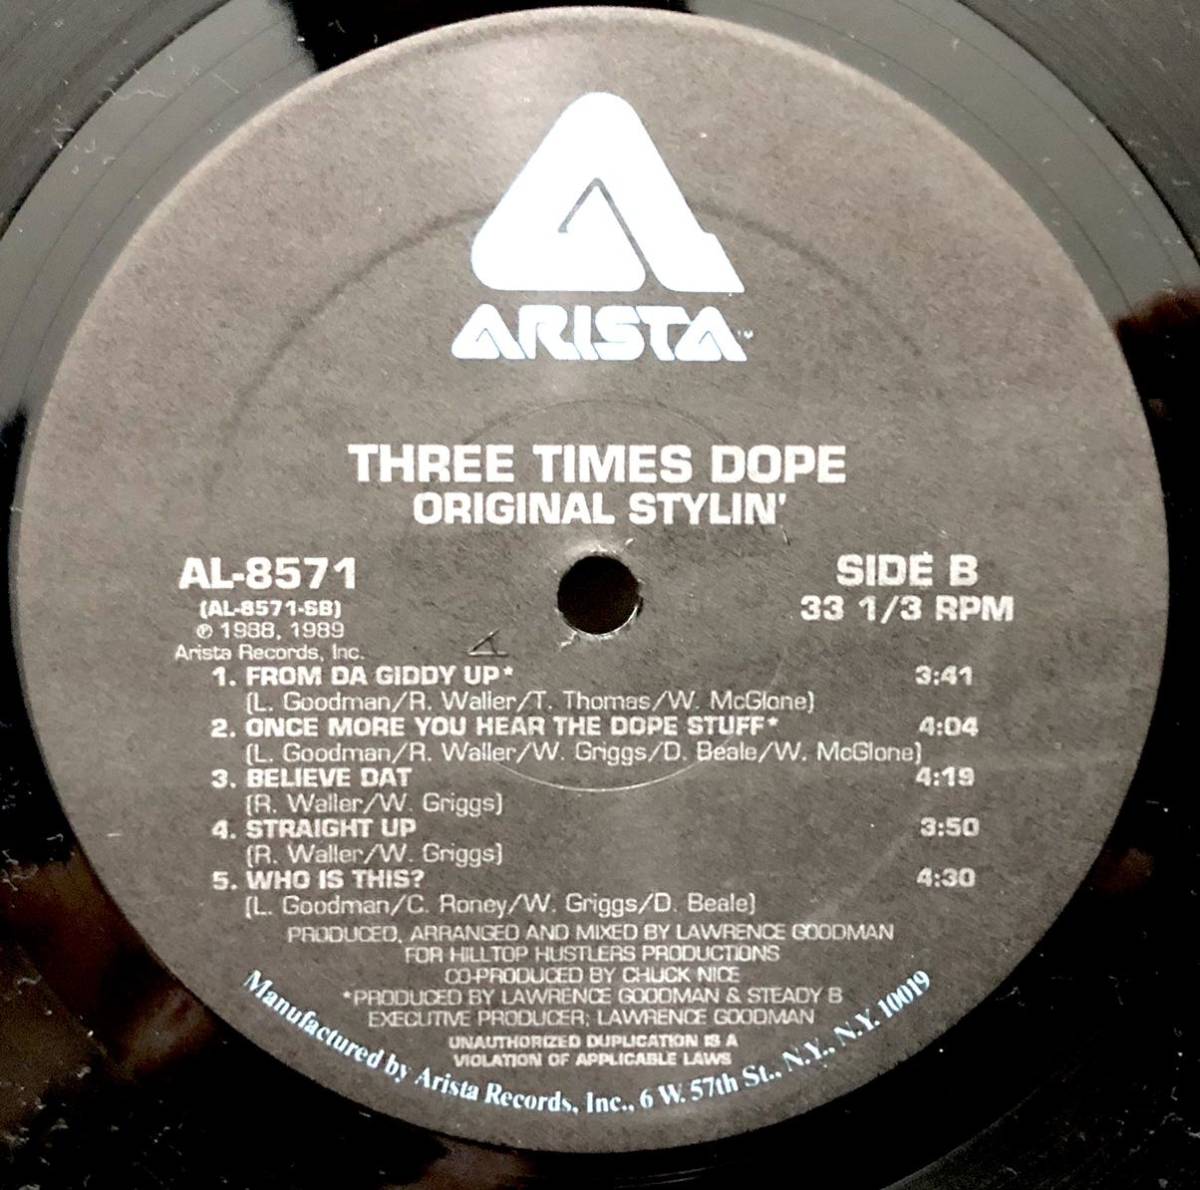 ARISTA™
THREE TIMES DOPE
ORIGINAL STYLIN'
AL-8571
(AL-8571-SB)
℗ 1988, 1989
Arista Records, Inc.
SIDE B
33 1/3 RPM
1. FROM DA GIDDY UP* 3:41
(L. Goodman/R. Waller/T. Thomas/W. McGlone)
2. ONCE MORE YOU HEAR THE DOPE STUFF* 4:04
(L. Goodman/R. Waller/W. Griggs/D. Beale/W. McGlone)
3. BELIEVE DAT 4:19
(R. Waller/W. Griggs)
4. STRAIGHT UP 3:50
(R. Waller/W. Griggs)
5. WHO IS THIS? 4:30
(L. Goodman/C. Roney/W. Griggs/D. Beale)
PRODUCED, ARRANGED AND MIXED BY LAWRENCE GOODMAN
FOR HILLTOP HUSTLERS PRODUCTIONS
CO-PRODUCED BY CHUCK NICE
*PRODUCED BY LAWRENCE GOODMAN & STEADY B
EXECUTIVE PRODUCER; LAWRENCE GOODMAN
UNAUTHORIZED DUPLICATION IS A
VIOLATION OF APPLICABLE LAWS
Manufactured by Arista Records, Inc., 6 W. 57th St., N.Y., N.Y. 10019